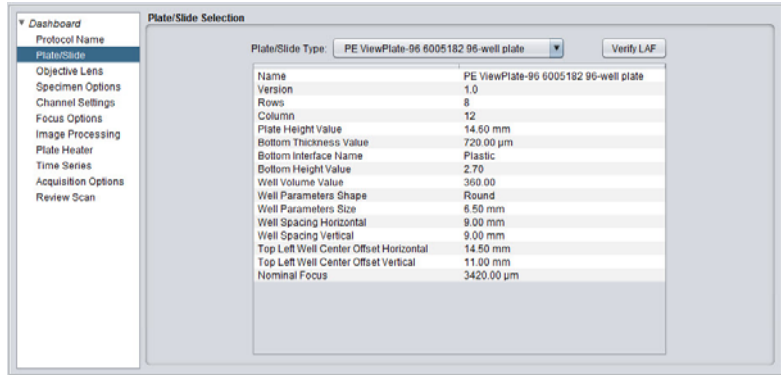 Dashboard
Protocol Name
Plate/Slide
Objective Lens
Specimen Options
Channel Settings
Focus Options
Image Processing
Plate Heater
Time Series
Acquisition Options
Review Scan
Plate/Slide Selection
Plate/Slide Type: PE ViewPlate-96 6005182 96-well plate Verify LAF
Name PE ViewPlate-96 6005182 96-well plate
Version 1.0
Rows 8
Column 12
Plate Height Value 14.60 mm
Bottom Thickness Value 720.00 µm
Bottom Interface Name Plastic
Bottom Height Value 2.70
Well Volume Value 360.00
Well Parameters Shape Round
Well Parameters Size 6.50 mm
Well Spacing Horizontal 9.00 mm
Well Spacing Vertical 9.00 mm
Top Left Well Center Offset Horizontal 14.50 mm
Top Left Well Center Offset Vertical 11.00 mm
Nominal Focus 3420.00 µm